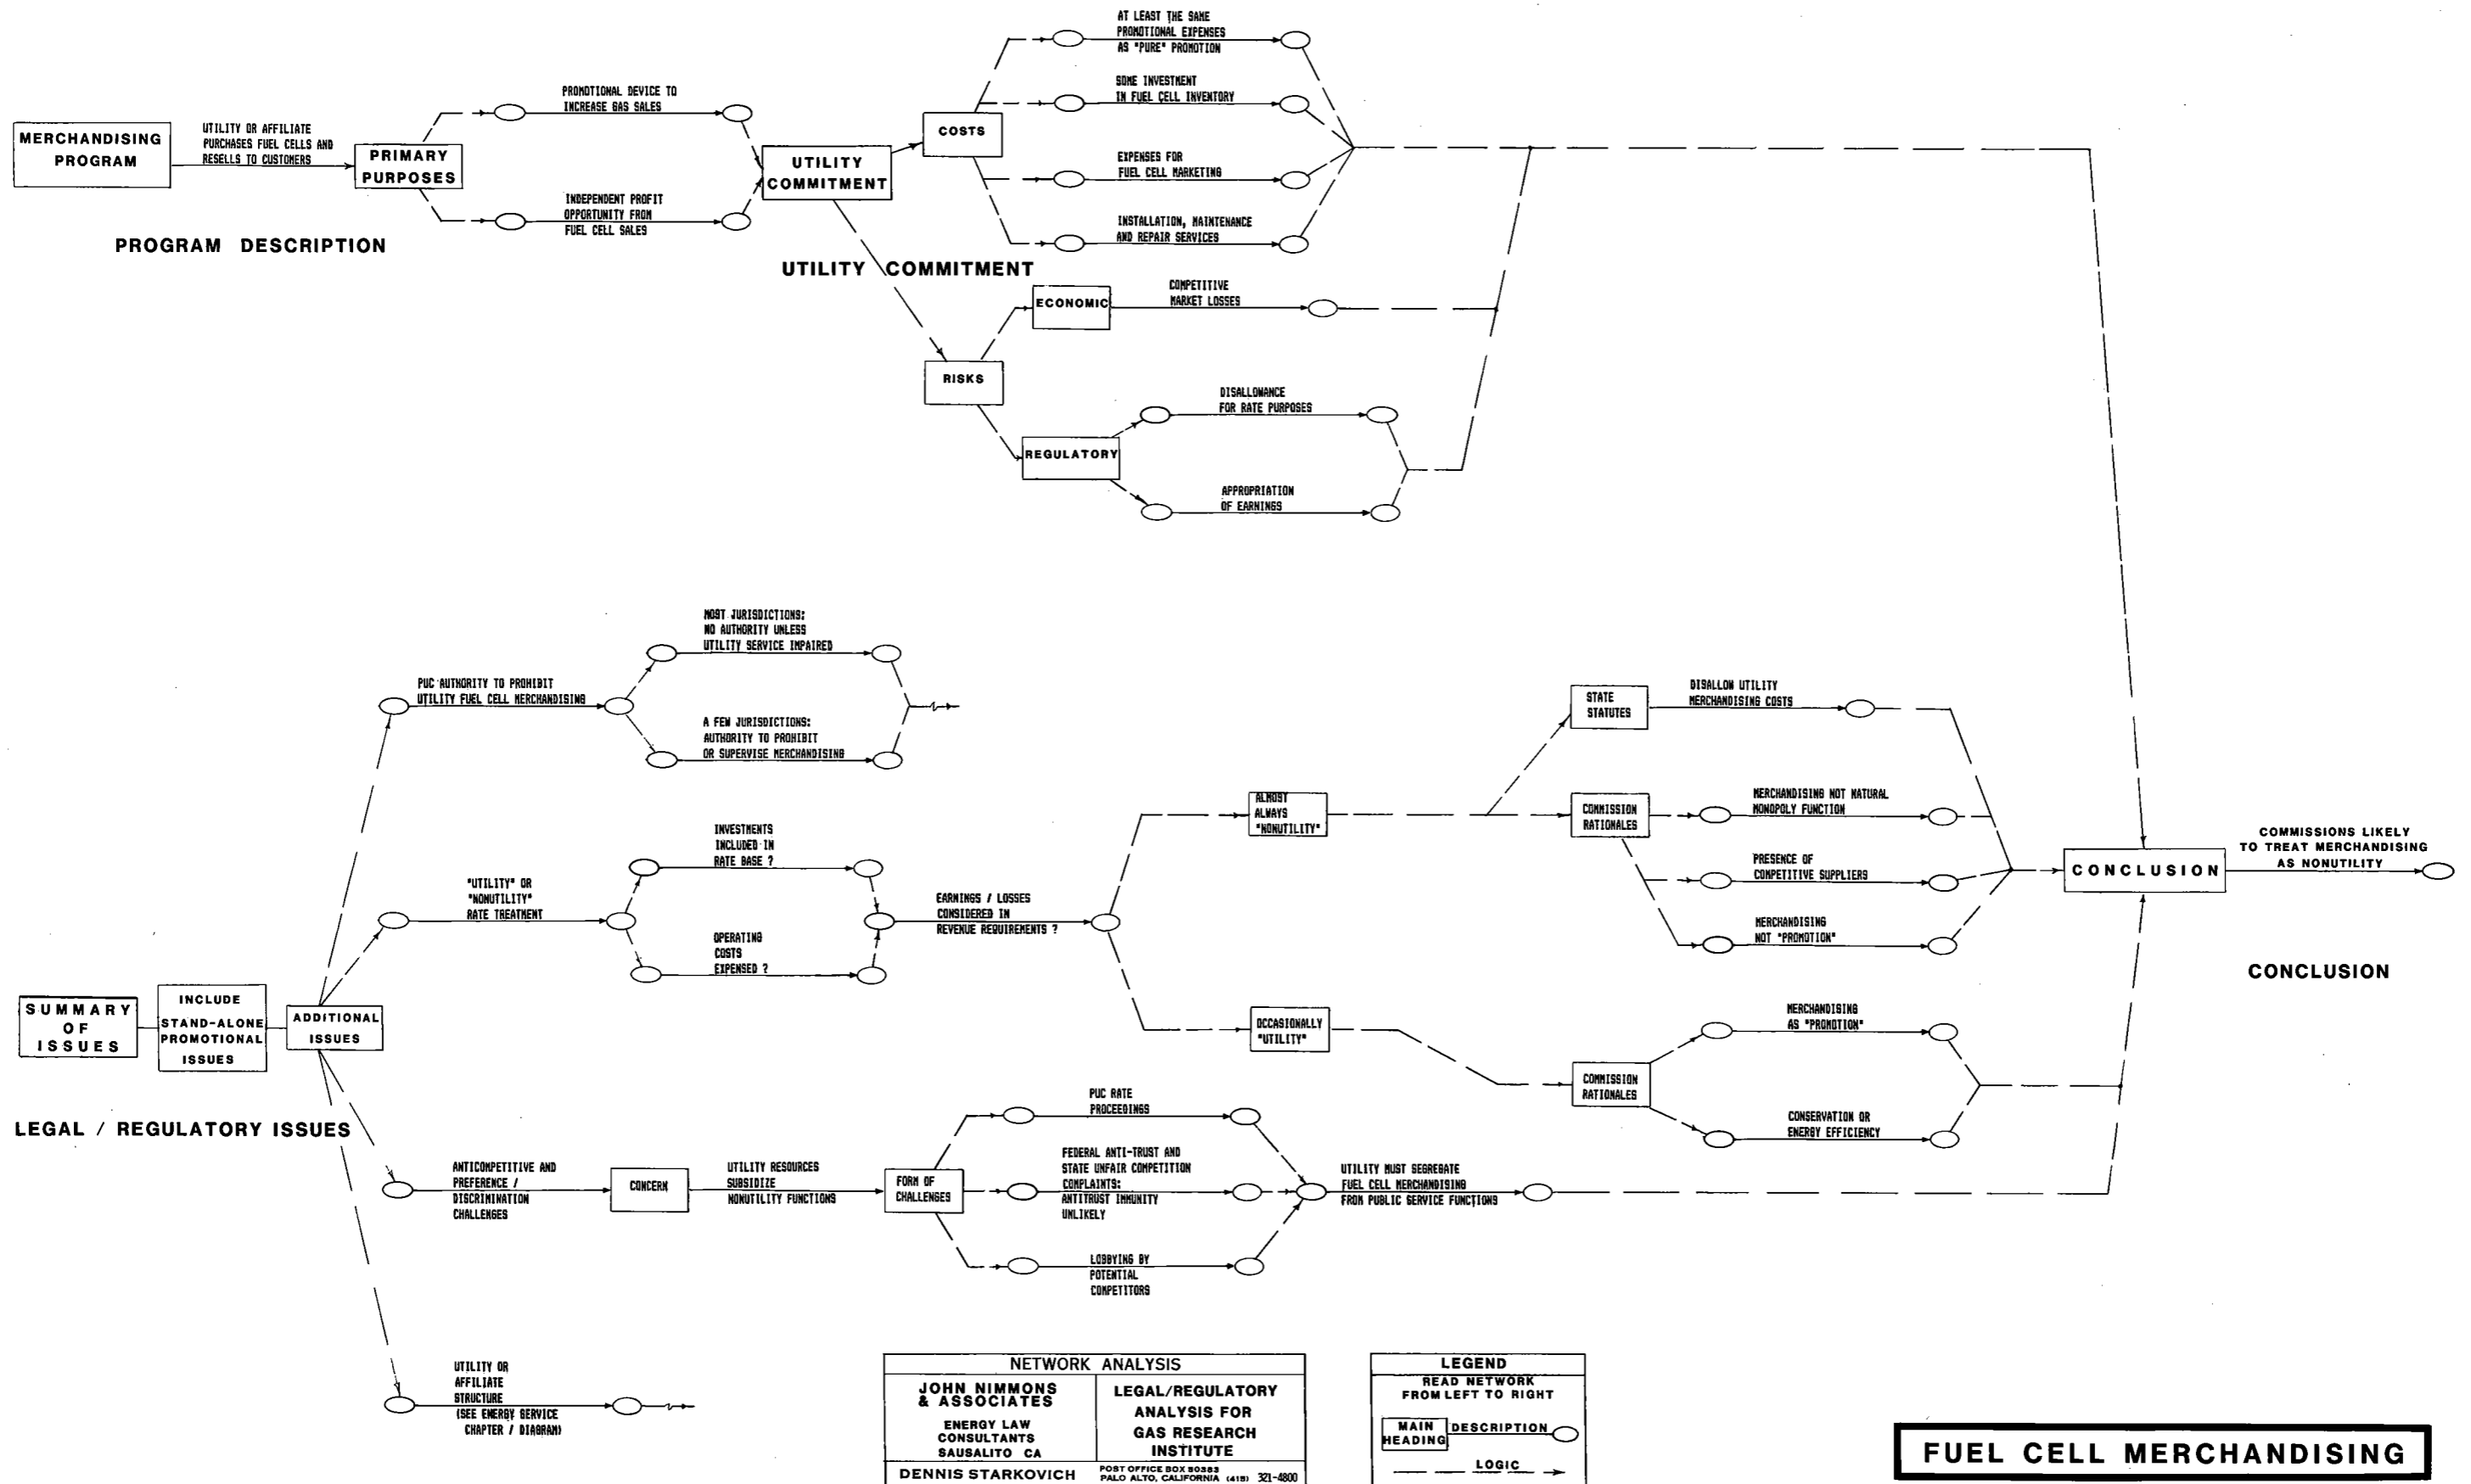 MERCHANDISING
PROGRAM
UTILITY OR AFFILIATE
PURCHASES FUEL CELLS AND
RESELLS TO CUSTOMERS
PRIMARY
PURPOSES
PROMOTIONAL DEVICE TO
INCREASE GAS SALES
INDEPENDENT PROFIT
OPPORTUNITY FROM
FUEL CELL SALES
PROGRAM DESCRIPTION
UTILITY
COMMITMENT
COSTS
AT LEAST THE SAME
PROMOTIONAL EXPENSES
AS "PURE" PROMOTION
SOME INVESTMENT
IN FUEL CELL INVENTORY
EXPENSES FOR
FUEL CELL MARKETING
INSTALLATION, MAINTENANCE
AND REPAIR SERVICES
UTILITY COMMITMENT
ECONOMIC
COMPETITIVE
MARKET LOSSES
RISKS
REGULATORY
DISALLOWANCE
FOR RATE PURPOSES
APPROPRIATION
OF EARNINGS
SUMMARY
OF
ISSUES
INCLUDE
STAND-ALONE
PROMOTIONAL
ISSUES
ADDITIONAL
ISSUES
LEGAL / REGULATORY ISSUES
PUC AUTHORITY TO PROHIBIT
UTILITY FUEL CELL MERCHANDISING
MOST JURISDICTIONS:
NO AUTHORITY UNLESS
UTILITY SERVICE IMPAIRED
A FEW JURISDICTIONS:
AUTHORITY TO PROHIBIT
OR SUPERVISE MERCHANDISING
"UTILITY" OR
"NONUTILITY"
RATE TREATMENT
INVESTMENTS
INCLUDED IN
RATE BASE ?
OPERATING
COSTS
EXPENSED ?
EARNINGS / LOSSES
CONSIDERED IN
REVENUE REQUIREMENTS ?
ALMOST
ALWAYS
"NONUTILITY"
STATE
STATUTES
DISALLOW UTILITY
MERCHANDISING COSTS
COMMISSION
RATIONALES
MERCHANDISING NOT NATURAL
MONOPOLY FUNCTION
PRESENCE OF
COMPETITIVE SUPPLIERS
MERCHANDISING
NOT "PROMOTION"
OCCASIONALLY
"UTILITY"
COMMISSION
RATIONALES
MERCHANDISING
AS "PROMOTION"
CONSERVATION OR
ENERGY EFFICIENCY
CONCLUSION
COMMISSIONS LIKELY
TO TREAT MERCHANDISING
AS NONUTILITY
CONCLUSION
ANTICOMPETITIVE AND
PREFERENCE /
DISCRIMINATION
CHALLENGES
CONCERN
UTILITY RESOURCES
SUBSIDIZE
NONUTILITY FUNCTIONS
FORM OF
CHALLENGES
PUC RATE
PROCEEDINGS
FEDERAL ANTI-TRUST AND
STATE UNFAIR COMPETITION
COMPLAINTS:
ANTITRUST IMMUNITY
UNLIKELY
LOBBYING BY
POTENTIAL
COMPETITORS
UTILITY MUST SEGREGATE
FUEL CELL MERCHANDISING
FROM PUBLIC SERVICE FUNCTIONS
UTILITY OR
AFFILIATE
STRUCTURE
(SEE ENERGY SERVICE
CHAPTER / DIAGRAM)
NETWORK ANALYSIS
JOHN NIMMONS
& ASSOCIATES
ENERGY LAW
CONSULTANTS
SAUSALITO CA
LEGAL/REGULATORY
ANALYSIS FOR
GAS RESEARCH
INSTITUTE
DENNIS STARKOVICH
POST OFFICE BOX 50383
PALO ALTO, CALIFORNIA (415) 321-4800
LEGEND
READ NETWORK
FROM LEFT TO RIGHT
MAIN
HEADING
DESCRIPTION
LOGIC
FUEL CELL MERCHANDISING